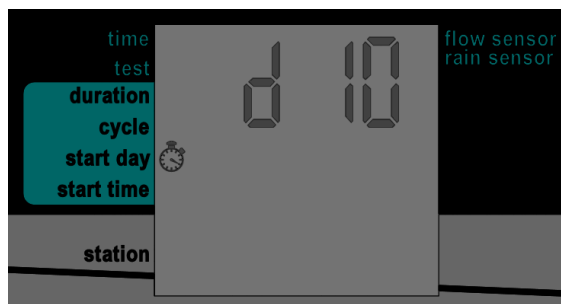 time
test
duration
cycle
start day
start time
station
d 10
flow sensor
rain sensor